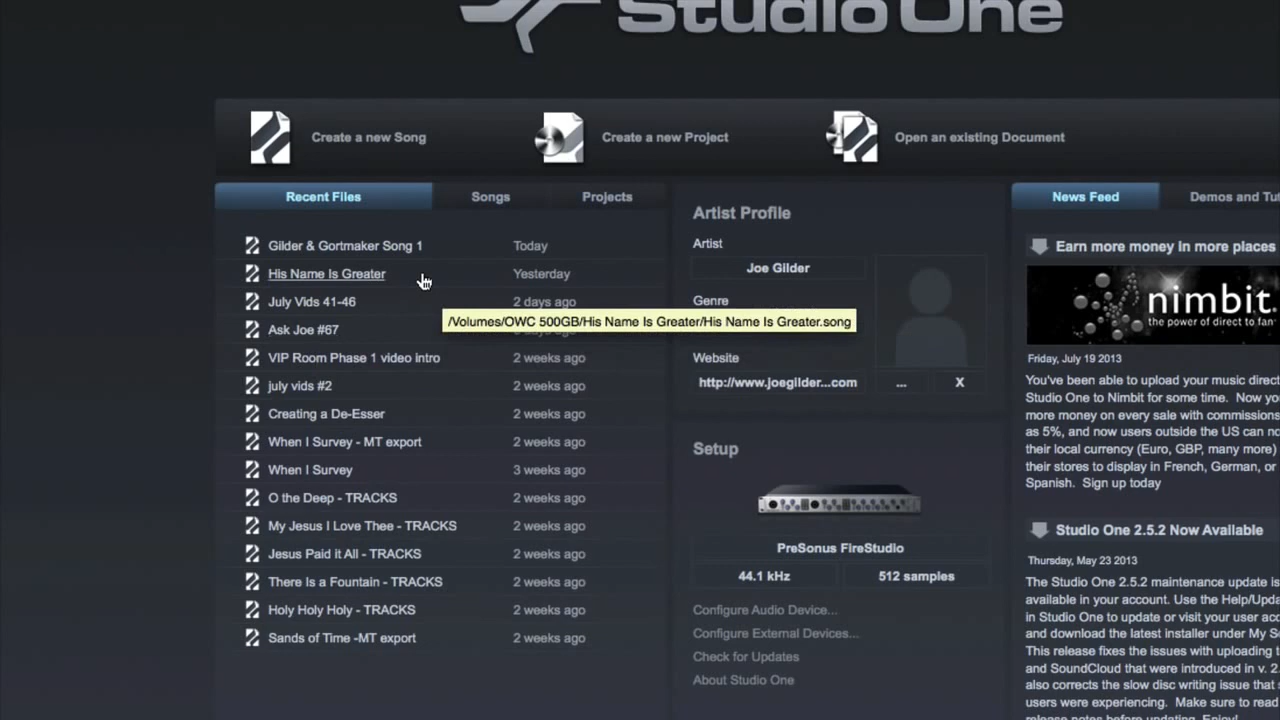 Studio One
Create a new Song
Create a new Project
Open an existing Document
Recent Files
Songs
Projects
Gilder & Gortmaker Song 1 Today
His Name Is Greater Yesterday
July Vids 41-46 2 days ago
/Volumes/OWC 500GB/His Name Is Greater/His Name Is Greater.song
Ask Joe #67
VIP Room Phase 1 video intro 2 weeks ago
july vids #2 2 weeks ago
Creating a De-Esser 2 weeks ago
When I Survey - MT export 2 weeks ago
When I Survey 3 weeks ago
O the Deep - TRACKS 2 weeks ago
My Jesus I Love Thee - TRACKS 2 weeks ago
Jesus Paid it All - TRACKS 2 weeks ago
There Is a Fountain - TRACKS 2 weeks ago
Holy Holy Holy - TRACKS 2 weeks ago
Sands of Time -MT export 2 weeks ago
Artist Profile
Artist
Joe Gilder
Genre
Website
http://www.joegilder...com ... X
Setup
PreSonus FireStudio
44.1 kHz 512 samples
Configure Audio Device...
Configure External Devices...
Check for Updates
About Studio One
News Feed
Demos and Tut
Earn more money in more places
nimbit.
the power of direct to fan
Friday, July 19 2013
You've been able to upload your music direct
Studio One to Nimbit for some time. Now you
more money on every sale with commissions
as 5%, and now users outside the US can no
their local currency (Euro, GBP, many more)
their stores to display in French, German, or
Spanish. Sign up today
Studio One 2.5.2 Now Available
Thursday, May 23 2013
The Studio One 2.5.2 maintenance update is
available in your account. Use the Help/Upda
in Studio One to update or visit your user acc
and download the latest installer under My S
This release fixes the issues with uploading t
and SoundCloud that were introduced in v. 2.
also corrects the slow disc writing issue that s
users were experiencing. Make sure to read
release notes before updating. Enjoy!